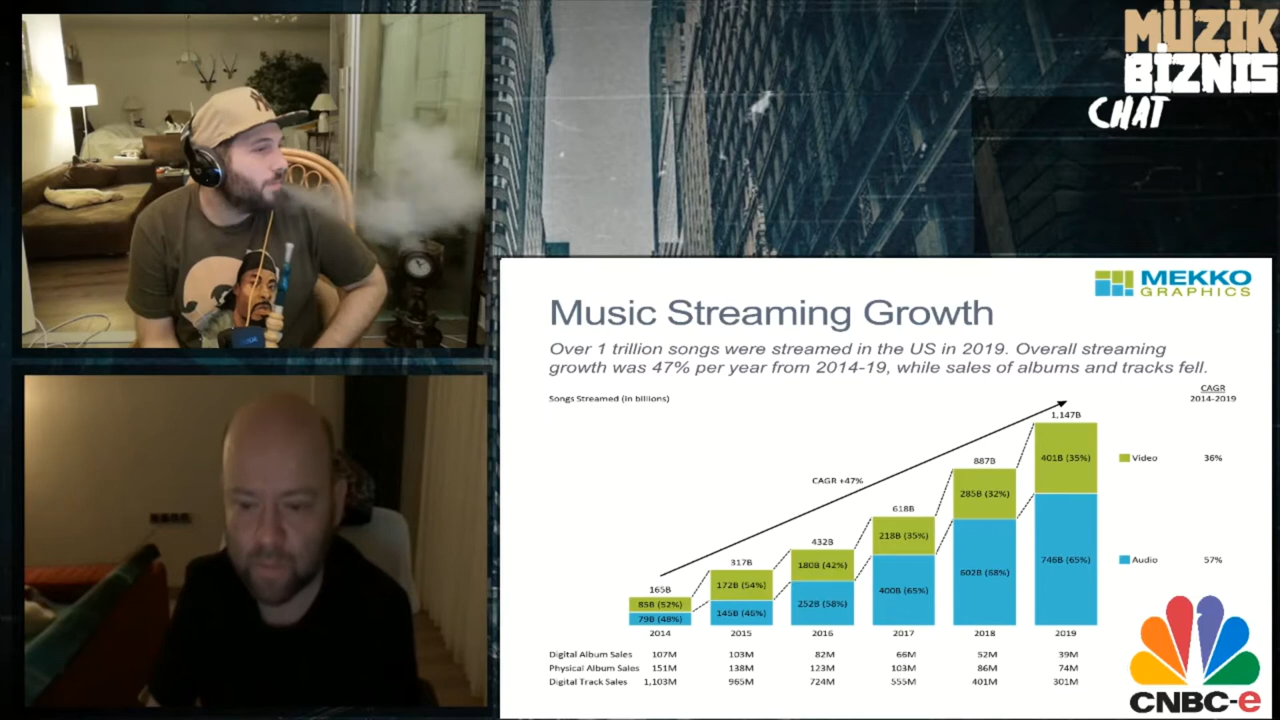 MÜZİK
BİZNIS
CHAT
MEKKO
GRAPHICS
Music Streaming Growth
Over 1 trillion songs were streamed in the US in 2019. Overall streaming
growth was 47% per year from 2014-19, while sales of albums and tracks fell.
Songs Streamed (in billions)
CAGR
2014-2019
1,147B
401B (35%)
Video 36%
887B
CAGR +47%
285B (32%)
618B
218B (35%)
432B
317B
180B (42%)
746B (65%)
Audio 57%
602B (68%)
165B
172B (54%)
400B (65%)
85B (52%)
252B (58%)
79B (48%)
145B (46%)
2014 2015 2016 2017 2018 2019
Digital Album Sales 107M 103M 82M 66M 52M 39M
Physical Album Sales 151M 138M 123M 103M 86M 74M
Digital Track Sales 1,103M 965M 724M 555M 401M 301M
CNBC-e